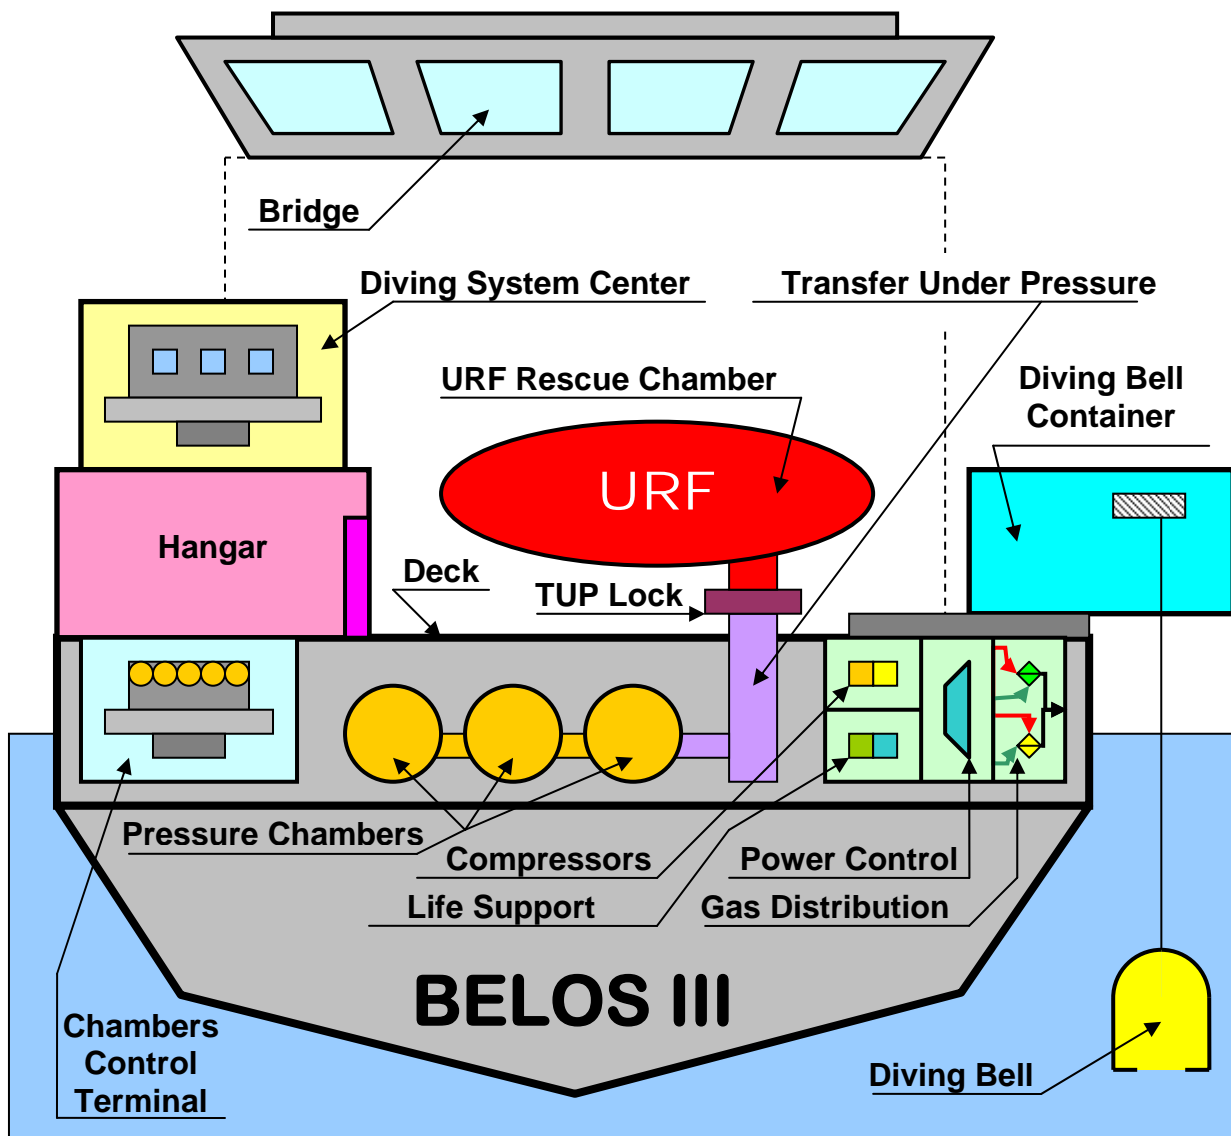 Bridge
Diving System Center
Transfer Under Pressure
URF Rescue Chamber
Diving Bell
Container
URF
Hangar
Deck
TUP Lock
Pressure Chambers
Compressors
Power Control
Life Support
Gas Distribution
BELOS III
Chambers
Control
Terminal
Diving Bell